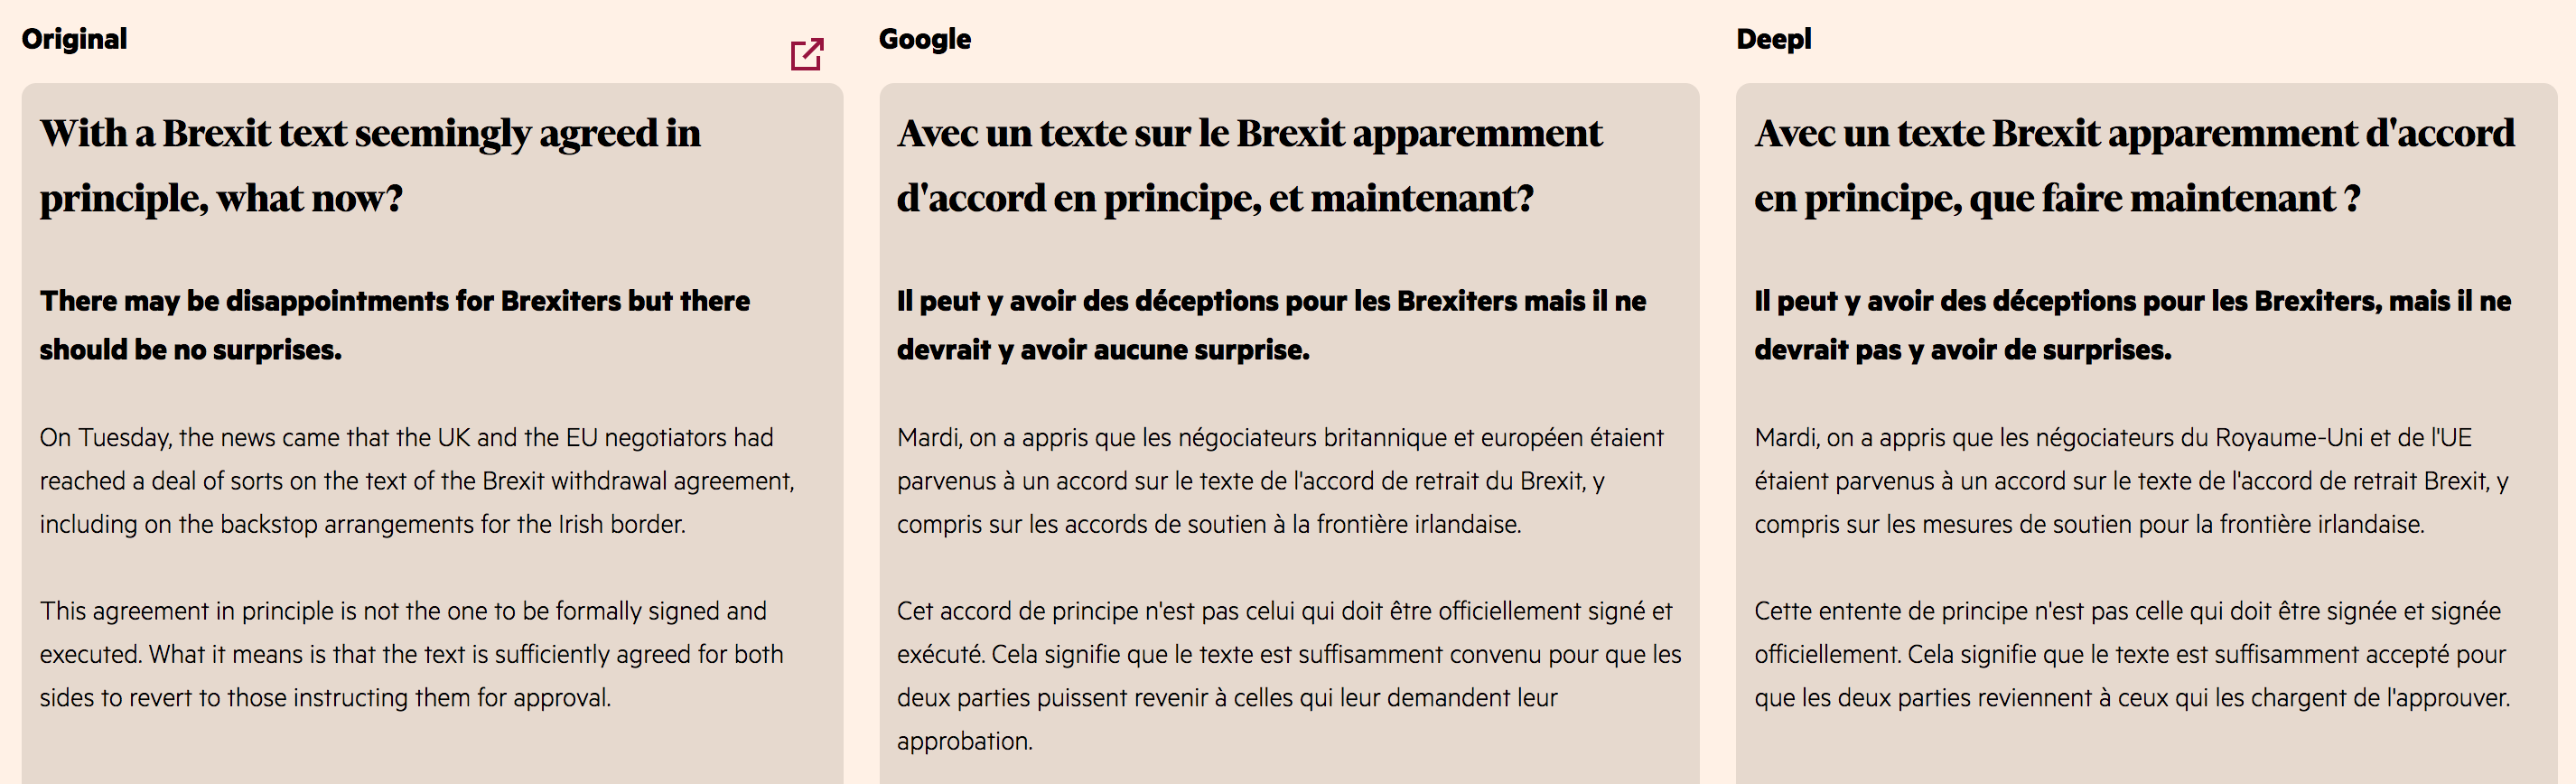 Original
With a Brexit text seemingly agreed in
principle, what now?
There may be disappointments for Brexiters but there
should be no surprises.
On Tuesday, the news came that the UK and the EU negotiators had
reached a deal of sorts on the text of the Brexit withdrawal agreement,
including on the backstop arrangements for the Irish border.
This agreement in principle is not the one to be formally signed and
executed. What it means is that the text is sufficiently agreed for both
sides to revert to those instructing them for approval.
Google
Avec un texte sur le Brexit apparemment
d'accord en principe, et maintenant?
Il peut y avoir des déceptions pour les Brexiters mais il ne
devrait y avoir aucune surprise.
Mardi, on a appris que les négociateurs britannique et européen étaient
parvenus à un accord sur le texte de l'accord de retrait du Brexit, y
compris sur les accords de soutien à la frontière irlandaise.
Cet accord de principe n'est pas celui qui doit être officiellement signé et
exécuté. Cela signifie que le texte est suffisamment convenu pour que les
deux parties puissent revenir à celles qui leur demandent leur
approbation.
Deepl
Avec un texte Brexit apparemment d'accord
en principe, que faire maintenant ?
Il peut y avoir des déceptions pour les Brexiters, mais il ne
devrait pas y avoir de surprises.
Mardi, on a appris que les négociateurs du Royaume-Uni et de l'UE
étaient parvenus à un accord sur le texte de l'accord de retrait Brexit, y
compris sur les mesures de soutien pour la frontière irlandaise.
Cette entente de principe n'est pas celle qui doit être signée et signée
officiellement. Cela signifie que le texte est suffisamment accepté pour
que les deux parties reviennent à ceux qui les chargent de l'approuver.